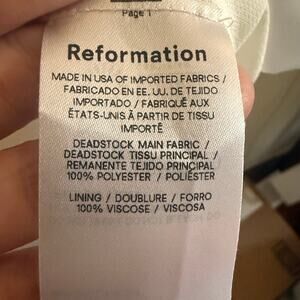 Page 1
Reformation
MADE IN USA OF IMPORTED FABRICS /
FABRICADO EN EE. UU. DE TEJIDO
IMPORTADO / FABRIQUÉ AUX
ÉTATS-UNIS À PARTIR DE TISSU
IMPORTÉ
DEADSTOCK MAIN FABRIC /
DEADSTOCK TISSU PRINCIPAL /
REMANENTE TEJIDO PRINCIPAL
100% POLYESTER / POLIÉSTER
LINING / DOUBLURE / FORRO
100% VISCOSE / VISCOSA